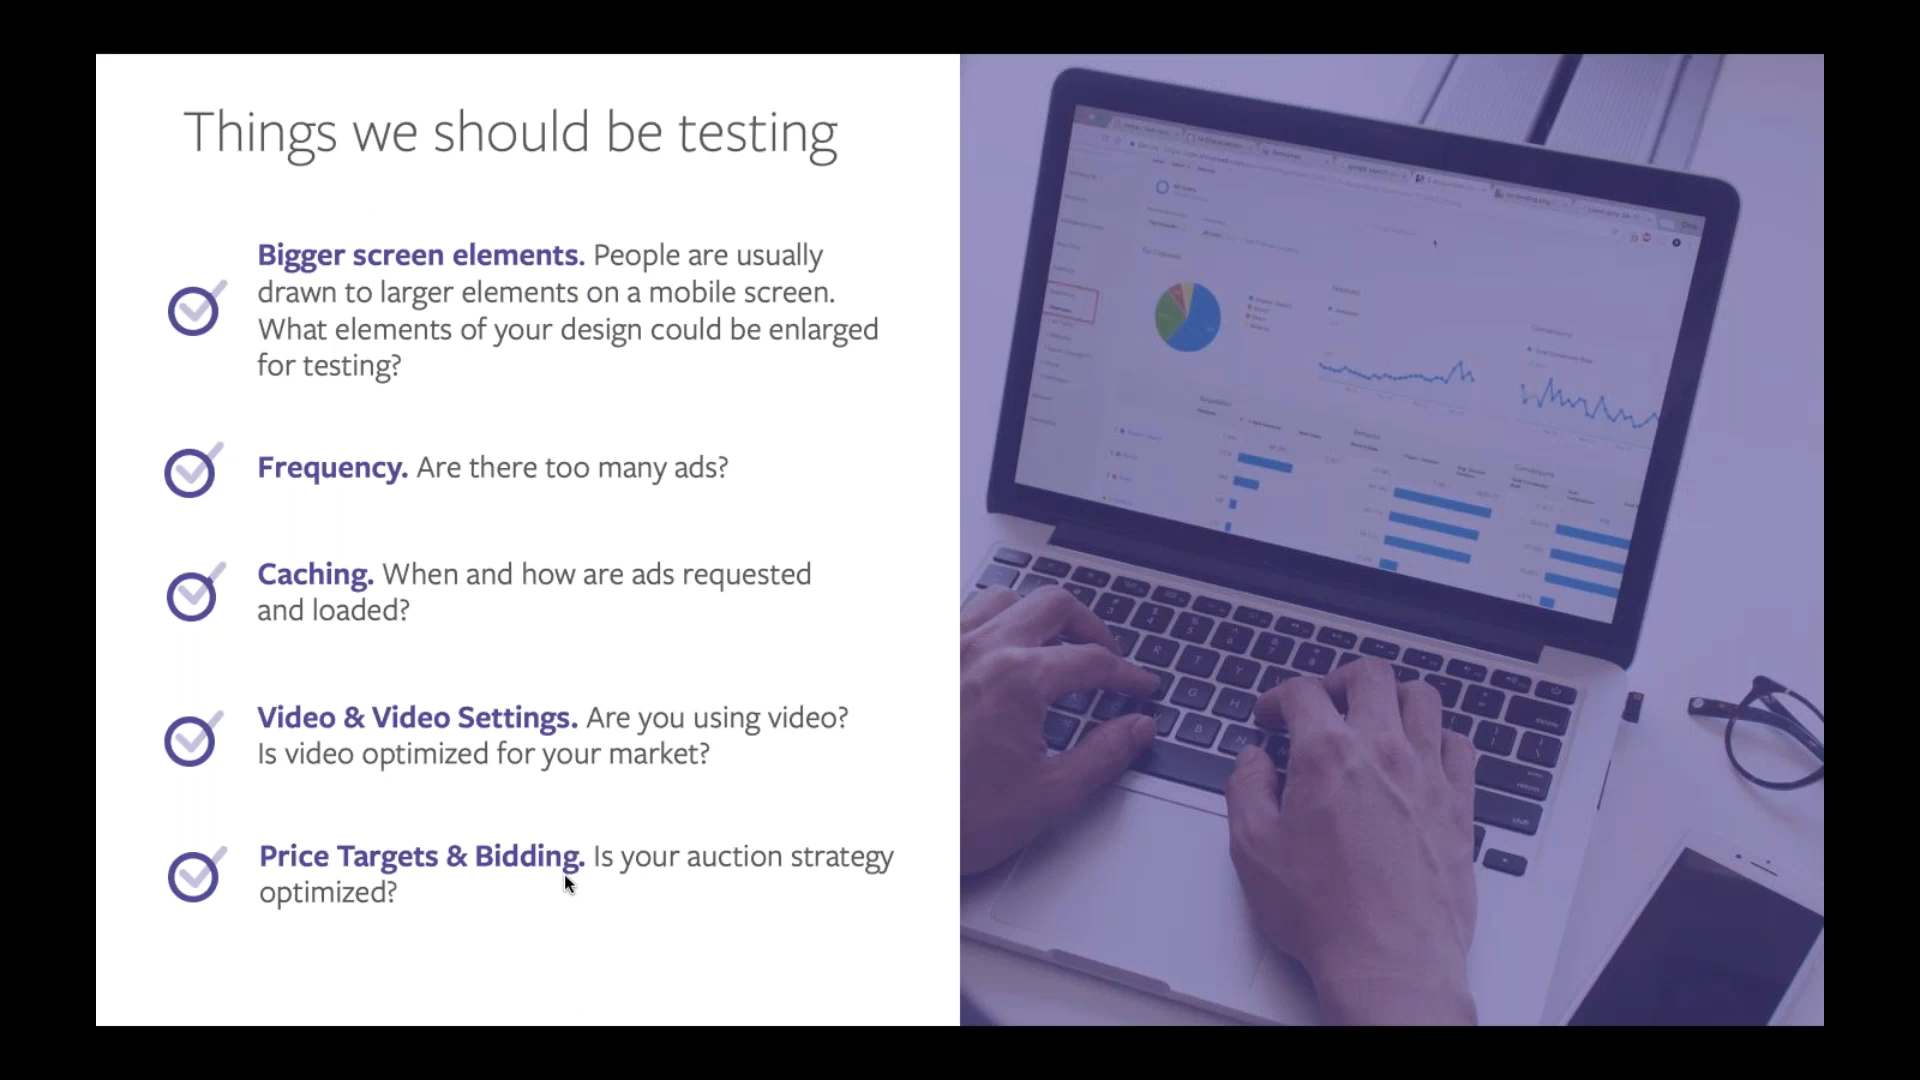 Things we should be testing
Bigger screen elements. People are usually
drawn to larger elements on a mobile screen.
What elements of your design could be enlarged
for testing?
Frequency. Are there too many ads?
Caching. When and how are ads requested
and loaded?
Video & Video Settings. Are you using video?
Is video optimized for your market?
Price Targets & Bidding. Is your auction strategy
optimized?